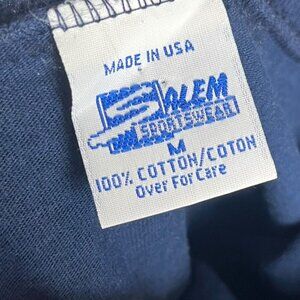 MADE IN USA
SALEM
SPORTSWEAR
M
100% COTTON/COTON
Over For Care